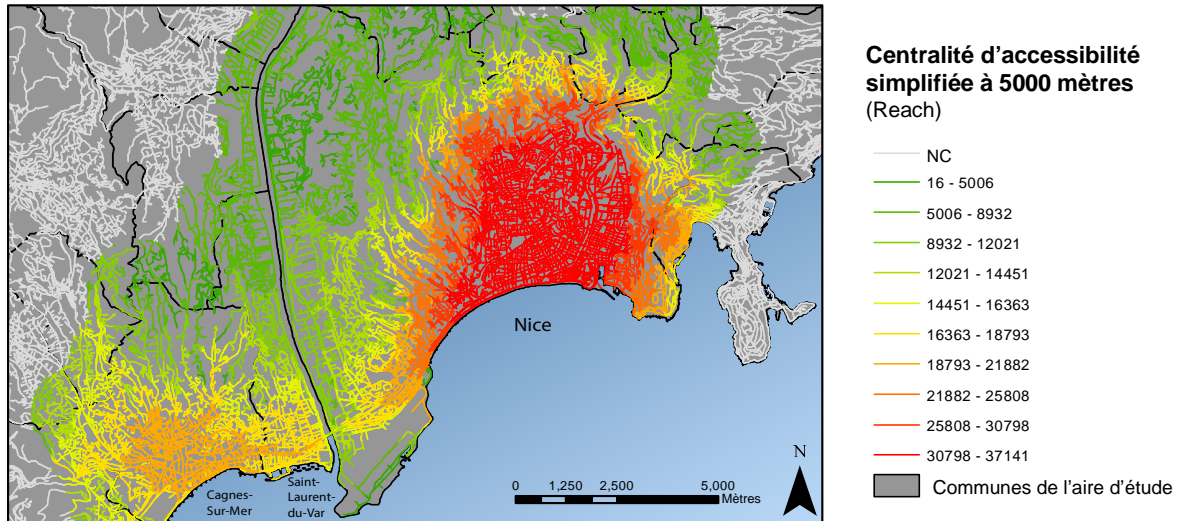 Centralité d'accessibilité
simplifiée à 5000 mètres
(Reach)
NC
16 - 5006
5006 - 8932
8932 - 12021
12021 - 14451
14451 - 16363
16363 - 18793
18793 - 21882
21882 - 25808
25808 - 30798
30798 - 37141
Communes de l'aire d'étude
Nice
Cagnes-
Sur-Mer
Saint-
Laurent-
du-Var
0 1,250 2,500 5,000
Mètres
N